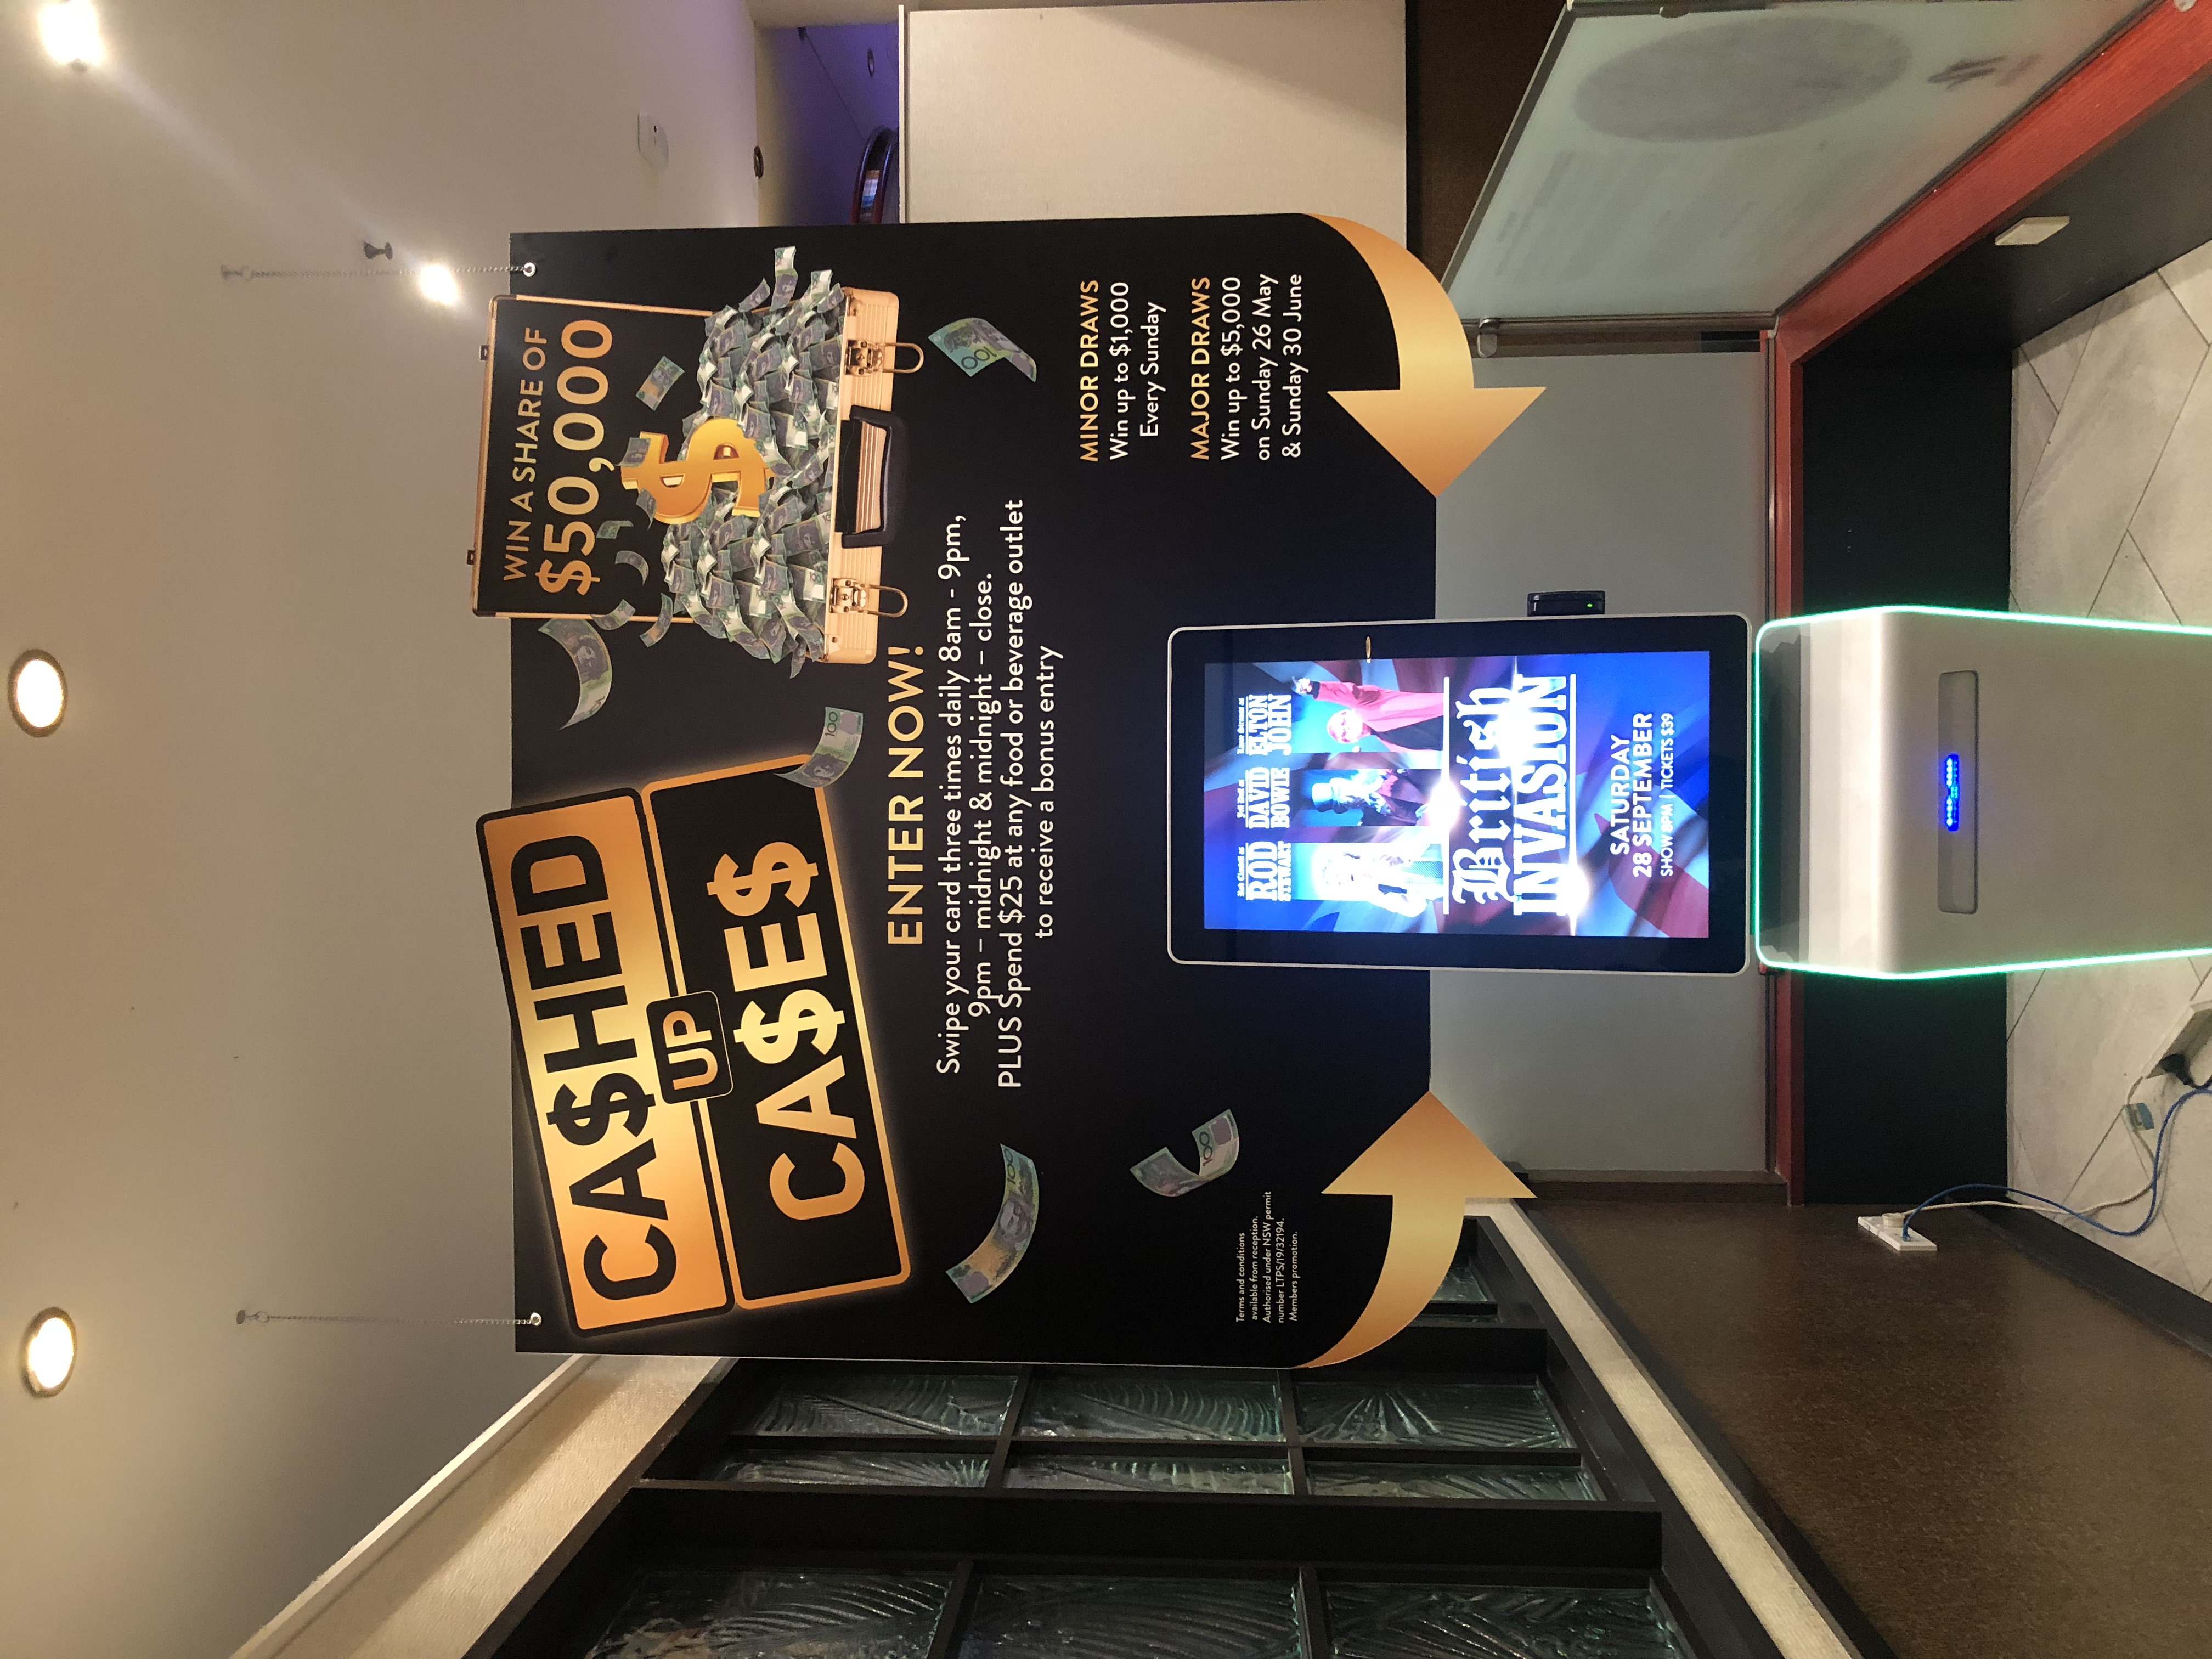 CA$HED
UP
CA$E$
WIN A SHARE OF
$50,000
$
100
ENTER NOW!
Swipe your card three times daily 8am - 9pm,
9pm – midnight & midnight – close.
PLUS Spend $25 at any food or beverage outlet
to receive a bonus entry
100
100
100
MINOR DRAWS
Win up to $1,000
Every Sunday
MAJOR DRAWS
Win up to $5,000
on Sunday 26 May
& Sunday 30 June
Terms and conditions
available from reception.
Authorised under NSW permit
number LTPS/19/32194.
Members promotion.
ROD STEWART
DAVID BOWIE
ELTON JOHN
British
INVASION
SATURDAY
28 SEPTEMBER
SHOW 8PM | TICKETS $39